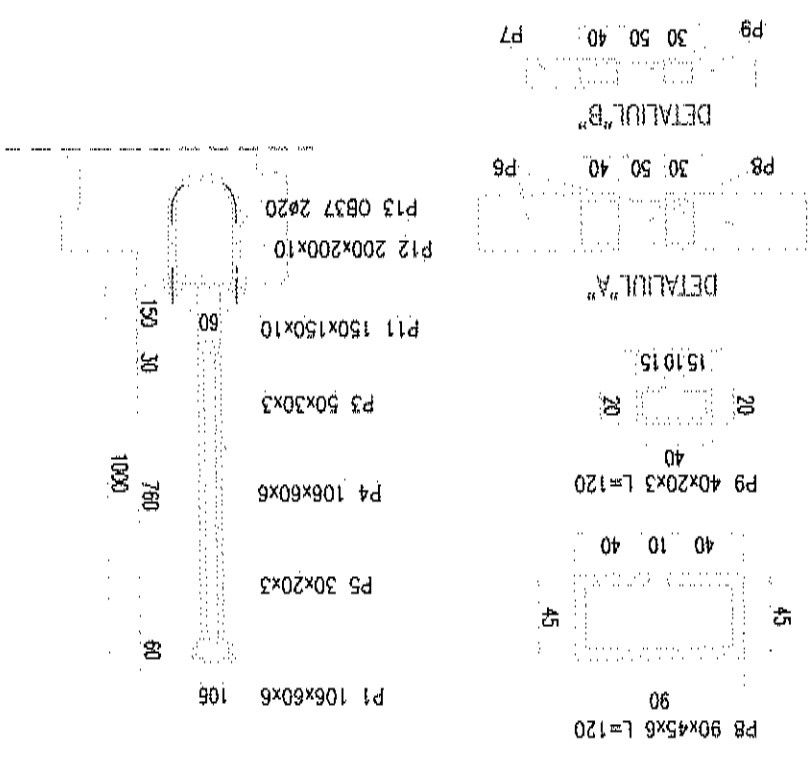 P8 90x45x6 L=120
90
45
45
40 10 40
P9 40x20x3 L=120
40
20
20
15 10 15
DETALIUL"A"
P8
30 50 40
P6
DETALIUL"B"
P9
30 50 40
P7
P1 106x60x6
106
60
P5 30x20x3
P4 106x60x6
760
1000
P3 50x30x3
30
P11 150x150x10
60
150
P12 200x200x10
P13 OB37 2ø20